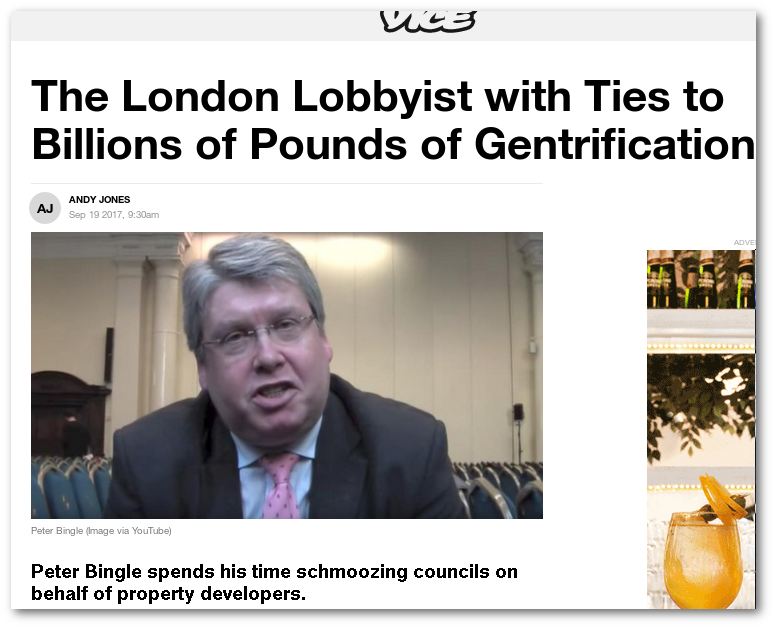 VICE
The London Lobbyist with Ties to
Billions of Pounds of Gentrification
AJ
ANDY JONES
Sep 19 2017, 9:30am
ADVE
Peter Bingle (Image via YouTube)
Peter Bingle spends his time schmoozing councils on
behalf of property developers.